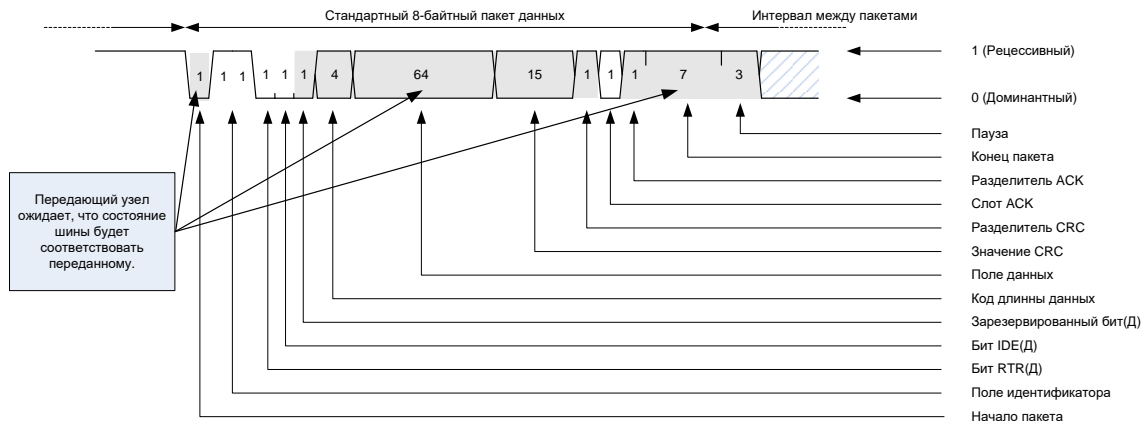 Стандартный 8-байтный пакет данных
Интервал между пакетами
1 1 1 1 1 1 4 64 15 1 1 1 7 3
1 (Рецессивный)
0 (Доминантный)
Пауза
Конец пакета
Разделитель ACK
Слот ACK
Разделитель CRC
Значение CRC
Поле данных
Код длинны данных
Зарезервированный бит(Д)
Бит IDE(Д)
Бит RTR(Д)
Поле идентификатора
Начало пакета
Передающий узел
ожидает, что состояние
шины будет
соответствовать
переданному.